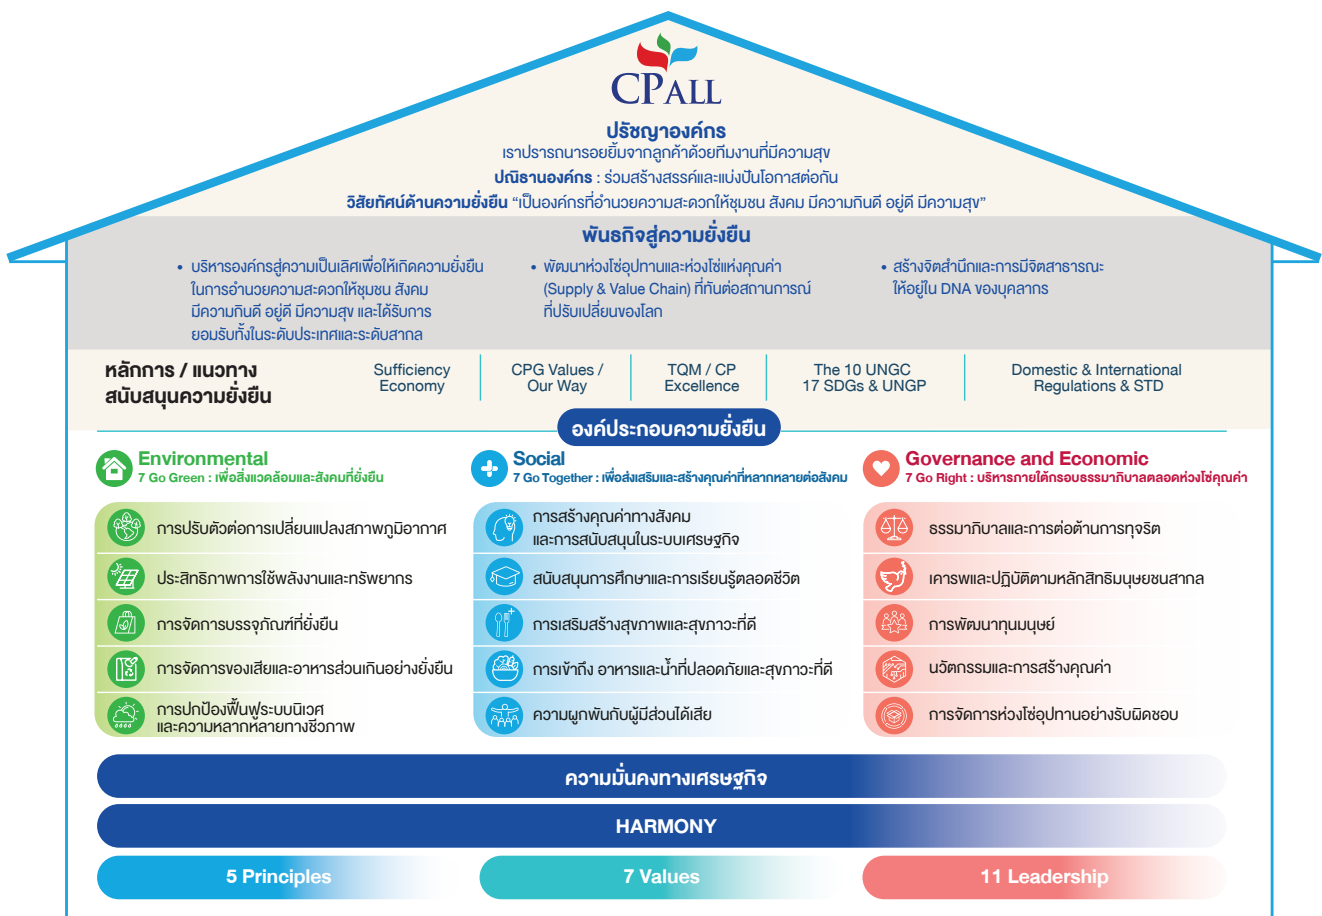 CPALL
ปรัชญาองค์กร
เราปรารถนารอยยิ้มจากลูกค้าด้วยทีมงานที่มีความสุข
ปณิธานองค์กร : ร่วมสร้างสรรค์และแบ่งปันโอกาสต่อกัน
วิสัยทัศน์ด้านความยั่งยืน “เป็นองค์กรที่อำนวยความสะดวกให้ชุมชน สังคม มีความกินดี อยู่ดี มีความสุข”
พันธกิจสู่ความยั่งยืน
• บริหารองค์กรสู่ความเป็นเลิศเพื่อให้เกิดความยั่งยืน
ในการอำนวยความสะดวกให้ชุมชน สังคม
มีความกินดี อยู่ดี มีความสุข และได้รับการ
ยอมรับทั้งในระดับประเทศและระดับสากล
• พัฒนาห่วงโซ่อุปทานและห่วงโซ่แห่งคุณค่า
(Supply & Value Chain) ที่ทันต่อสถานการณ์
ที่ปรับเปลี่ยนของโลก
• สร้างจิตสำนึกและการมีจิตสาธารณะ
ให้อยู่ใน DNA ของบุคลากร
หลักการ / แนวทาง
สนับสนุนความยั่งยืน
Sufficiency
Economy
CPG Values /
Our Way
TQM / CP
Excellence
The 10 UNGC
17 SDGs & UNGP
Domestic & International
Regulations & STD
องค์ประกอบความยั่งยืน
Environmental
7 Go Green : เพื่อสิ่งแวดล้อมและสังคมที่ยั่งยืน
การปรับตัวต่อการเปลี่ยนแปลงสภาพภูมิอากาศ
ประสิทธิภาพการใช้พลังงานและทรัพยากร
การจัดการบรรจุภัณฑ์ที่ยั่งยืน
การจัดการของเสียและอาหารส่วนเกินอย่างยั่งยืน
การปกป้องฟื้นฟูระบบนิเวศ
และความหลากหลายทางชีวภาพ
Social
7 Go Together : เพื่อส่งเสริมและสร้างคุณค่าที่หลากหลายต่อสังคม
การสร้างคุณค่าทางสังคม
และการสนับสนุนในระบบเศรษฐกิจ
สนับสนุนการศึกษาและการเรียนรู้ตลอดชีวิต
การเสริมสร้างสุขภาพและสุขภาวะที่ดี
การเข้าถึง อาหารและน้ำที่ปลอดภัยและสุขภาวะที่ดี
ความผูกพันกับผู้มีส่วนได้เสีย
Governance and Economic
7 Go Right : บริหารภายใต้กรอบธรรมาภิบาลตลอดห่วงโซ่คุณค่า
ธรรมาภิบาลและการต่อต้านการทุจริต
เคารพและปฏิบัติตามหลักสิทธิมนุษยชนสากล
การพัฒนาทุนมนุษย์
นวัตกรรมและการสร้างคุณค่า
การจัดการห่วงโซ่อุปทานอย่างรับผิดชอบ
ความมั่นคงทางเศรษฐกิจ
HARMONY
5 Principles
7 Values
11 Leadership